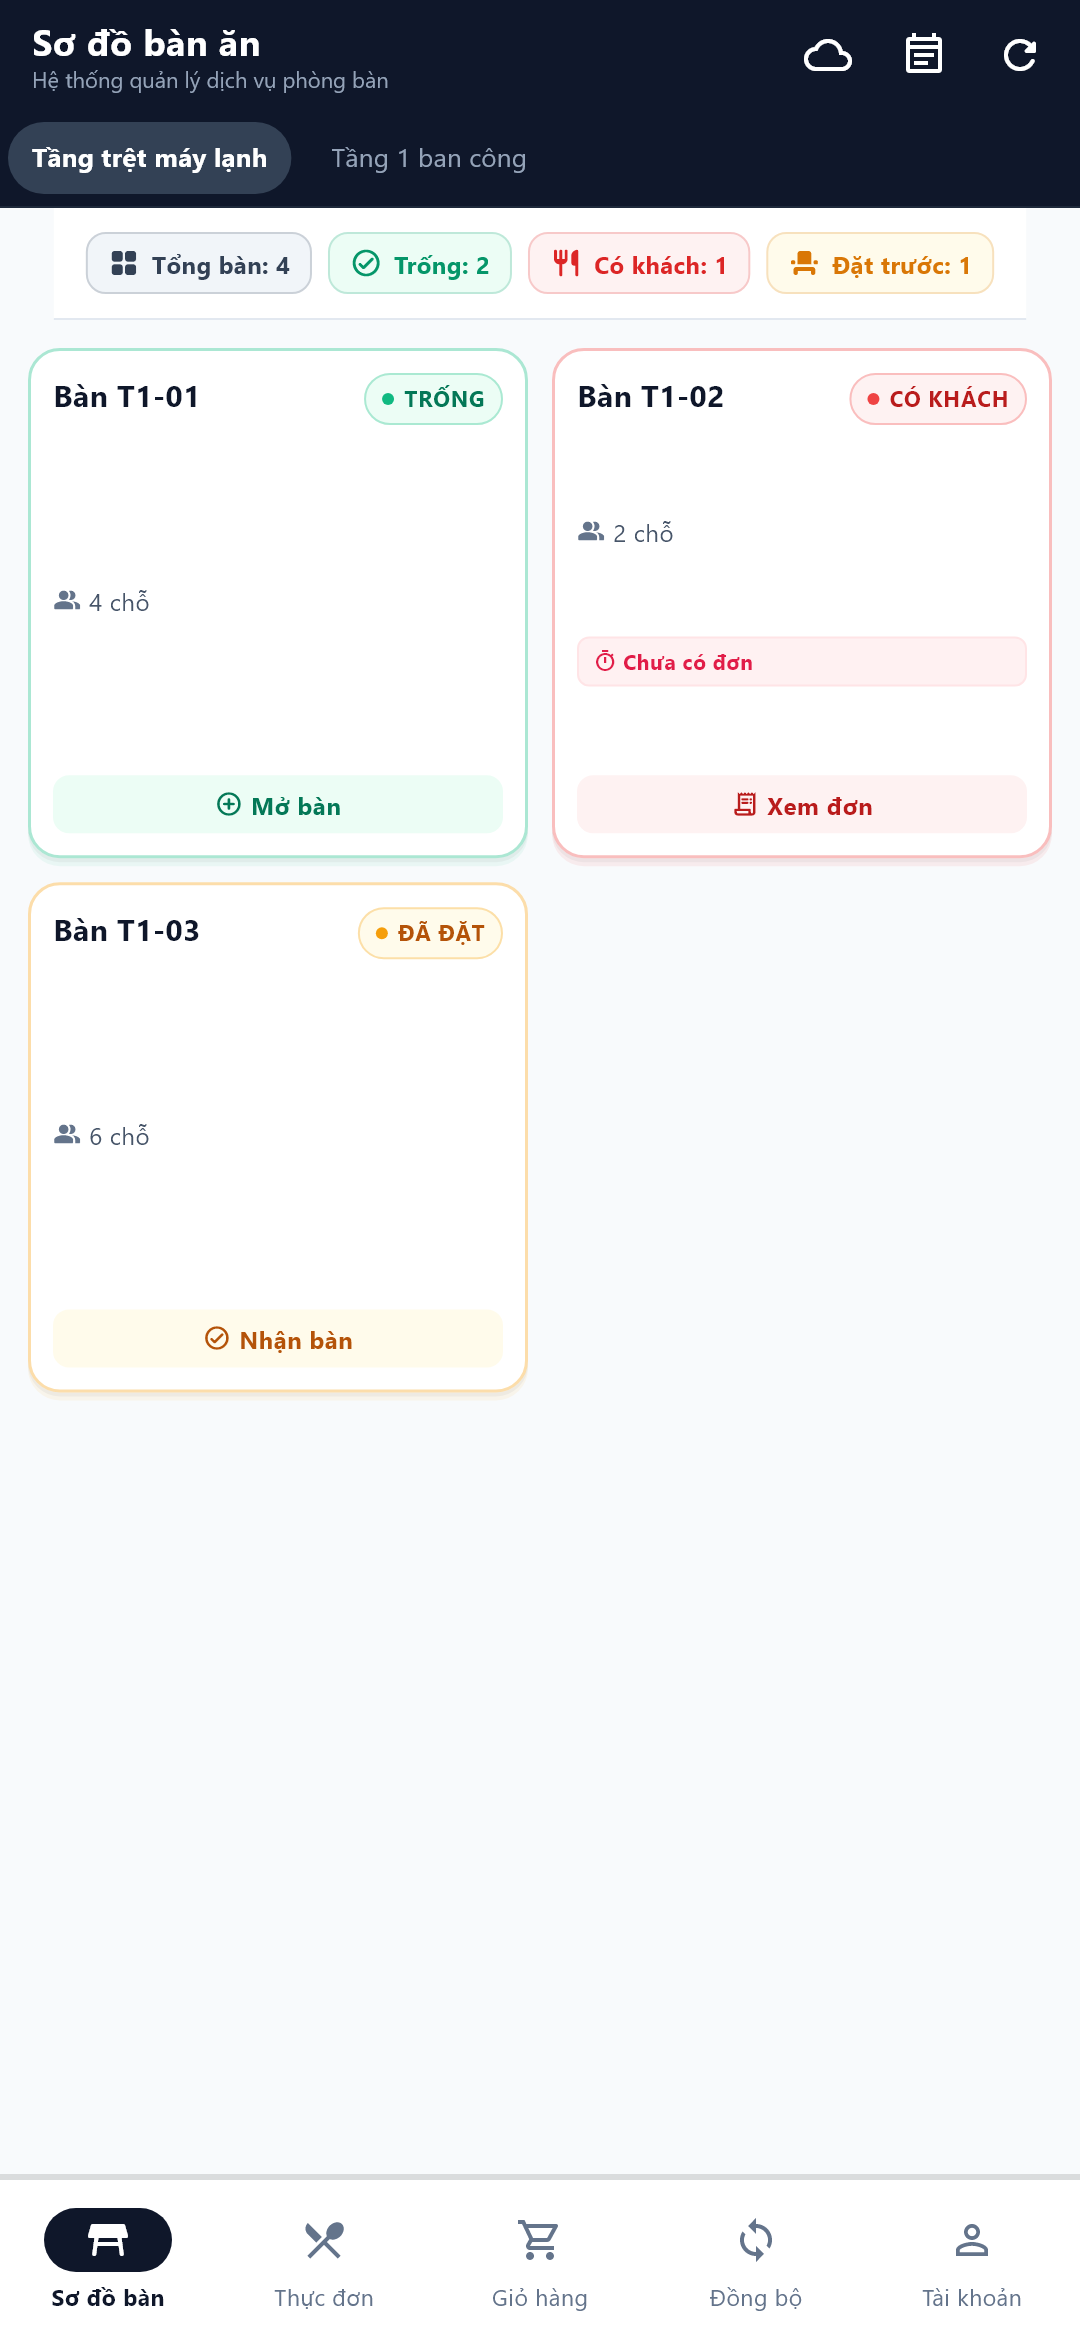 Sơ đồ bàn ăn
Hệ thống quản lý dịch vụ phòng bàn
Tầng trệt máy lạnh
Tầng 1 ban công
Tổng bàn: 4
Trống: 2
Có khách: 1
Đặt trước: 1
Bàn T1-01
TRỐNG
4 chỗ
Mở bàn
Bàn T1-02
CÓ KHÁCH
2 chỗ
Chưa có đơn
Xem đơn
Bàn T1-03
ĐÃ ĐẶT
6 chỗ
Nhận bàn
Sơ đồ bàn
Thực đơn
Giỏ hàng
Đồng bộ
Tài khoản